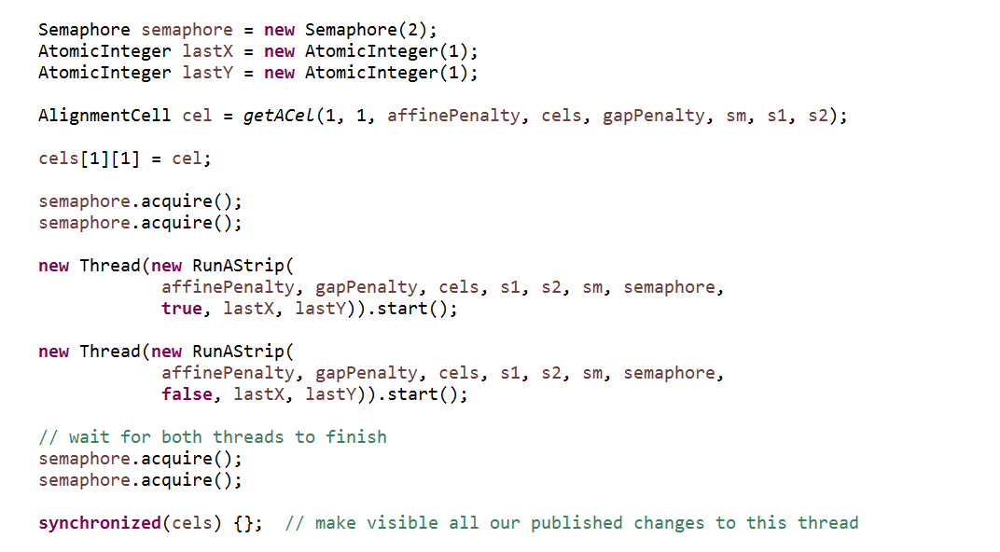 Semaphore semaphore = new Semaphore(2);
AtomicInteger lastX = new AtomicInteger(1);
AtomicInteger lastY = new AtomicInteger(1);
AlignmentCell cel = getACel(1, 1, affinePenalty, cels, gapPenalty, sm, s1, s2);
cels[1][1] = cel;
semaphore.acquire();
semaphore.acquire();
new Thread(new RunAStrip(
affinePenalty, gapPenalty, cels, s1, s2, sm, semaphore,
true, lastX, lastY)).start();
new Thread(new RunAStrip(
affinePenalty, gapPenalty, cels, s1, s2, sm, semaphore,
false, lastX, lastY)).start();
// wait for both threads to finish
semaphore.acquire();
semaphore.acquire();
synchronized(cels) {};  // make visible all our published changes to this thread